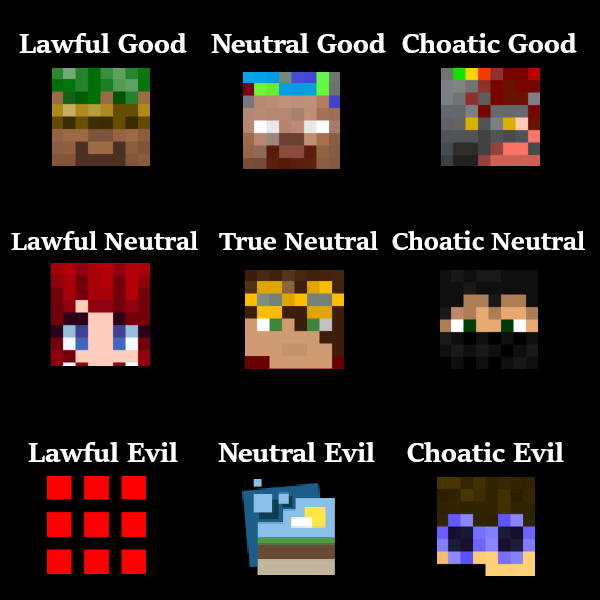 Lawful Good
Neutral Good
Choatic Good
Lawful Neutral
True Neutral
Choatic Neutral
Lawful Evil
Neutral Evil
Choatic Evil